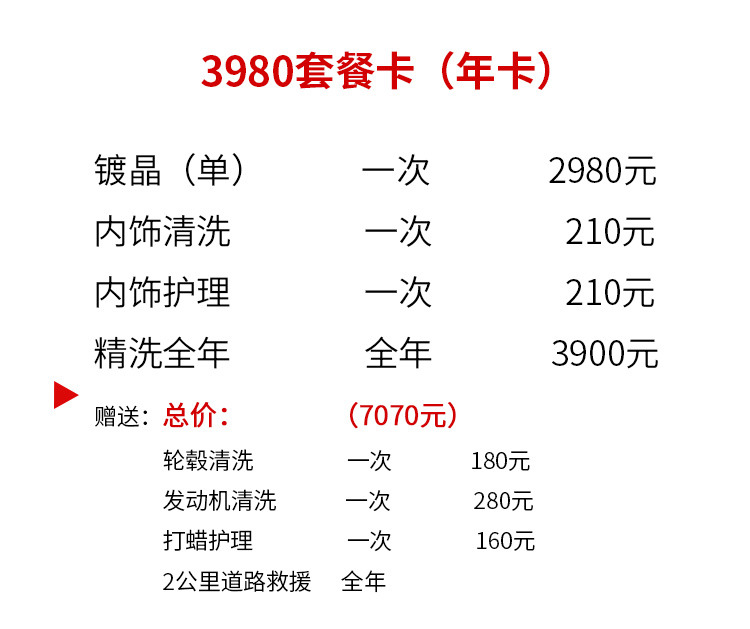 3980套餐卡（年卡）
镀晶（单） 一次 2980元
内饰清洗 一次 210元
内饰护理 一次 210元
精洗全年 全年 3900元
赠送：总价： （7070元）
轮毂清洗 一次 180元
发动机清洗 一次 280元
打蜡护理 一次 160元
2公里道路救援 全年